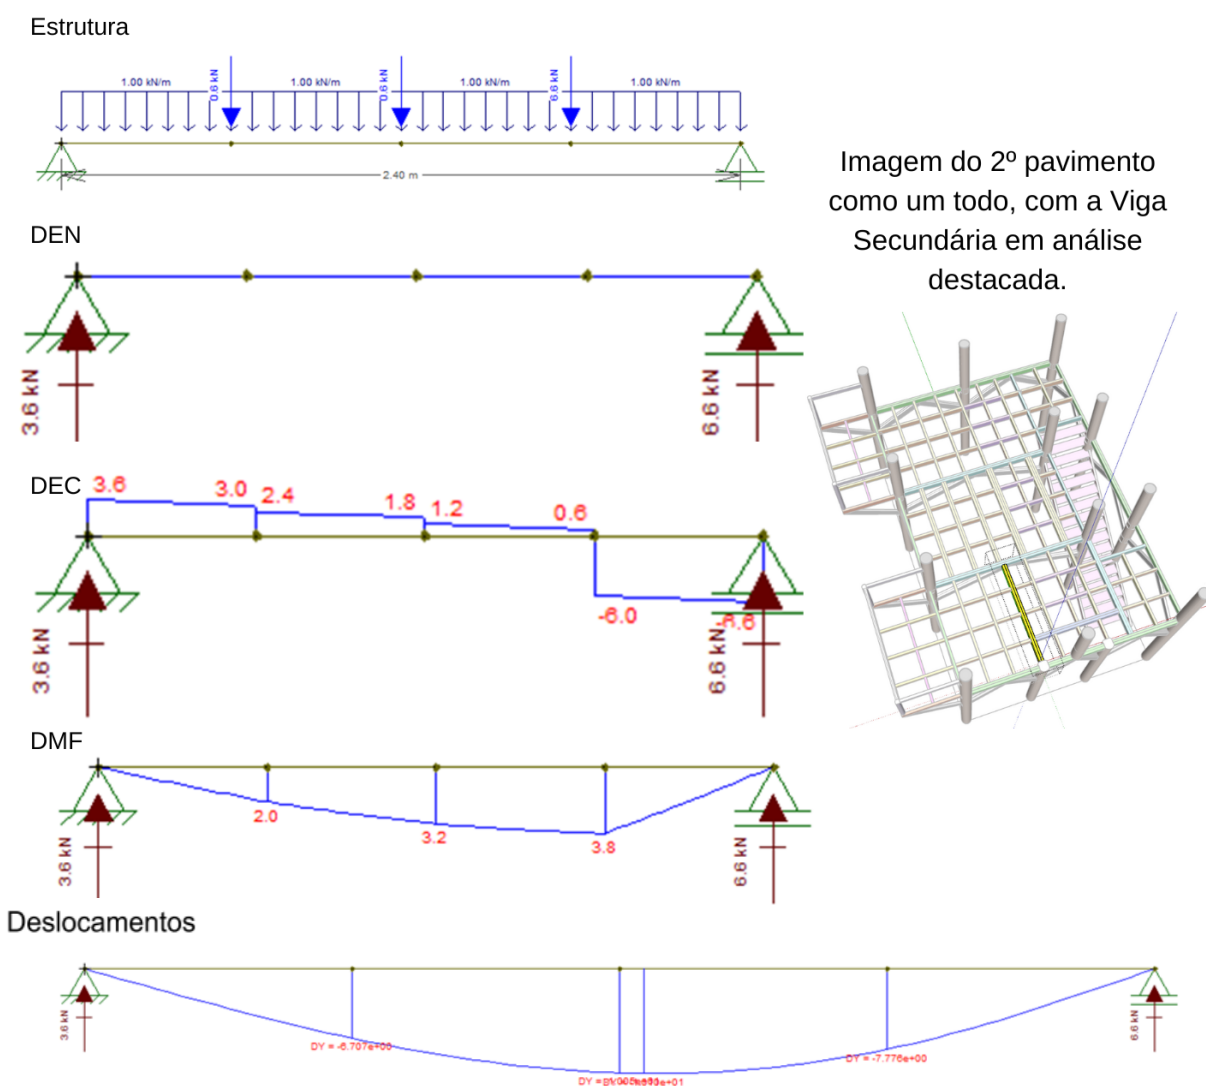 Estrutura
1.00 kN/m
0.6 kN
1.00 kN/m
0.6 kN
1.00 kN/m
6.6 kN
1.00 kN/m
2.40 m
Imagem do 2º pavimento
como um todo, com a Viga
Secundária em análise
destacada.
DEN
3.6 kN
6.6 kN
DEC
3.6
3.0
2.4
1.8
1.2
0.6
-6.0
3.6 kN
6.6 kN
DMF
2.0
3.2
3.8
3.6 kN
6.6 kN
Deslocamentos
3.6 kN
6.6 kN
DY = -6.707e+00
DY =
DY = -7.776e+00